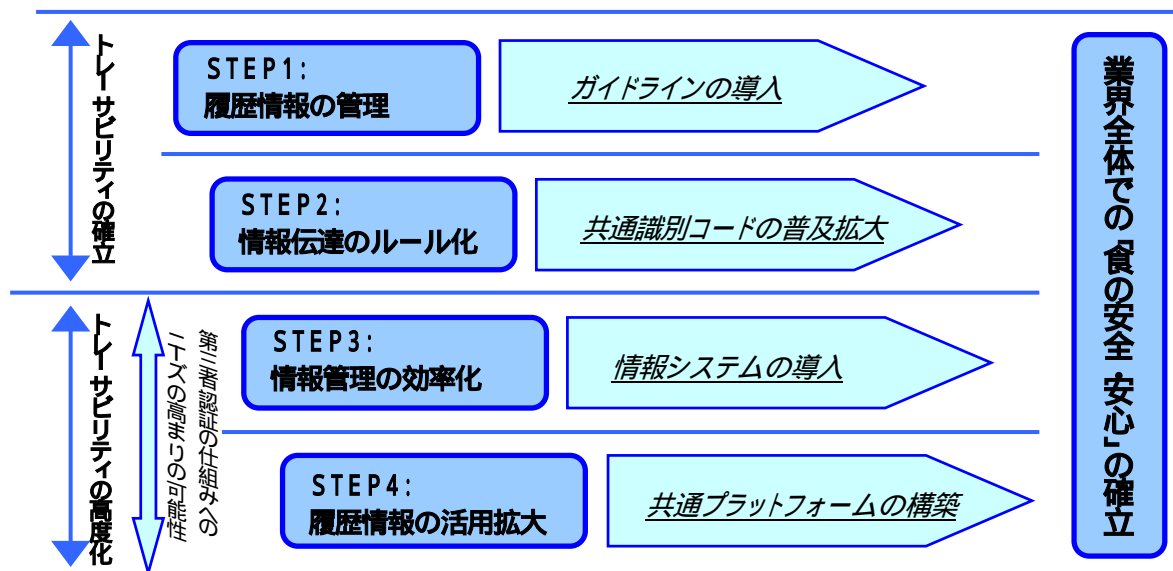 トレーサビリティの確立
STEP1:
履歴情報の管理
ガイドラインの導入
STEP2:
情報伝達のルール化
共通識別コードの普及拡大
トレーサビリティの高度化
第三者認証の仕組みへの
ニーズの高まりの可能性
STEP3:
情報管理の効率化
情報システムの導入
STEP4:
履歴情報の活用拡大
共通プラットフォームの構築
業界全体での「食の安全・安心」の確立